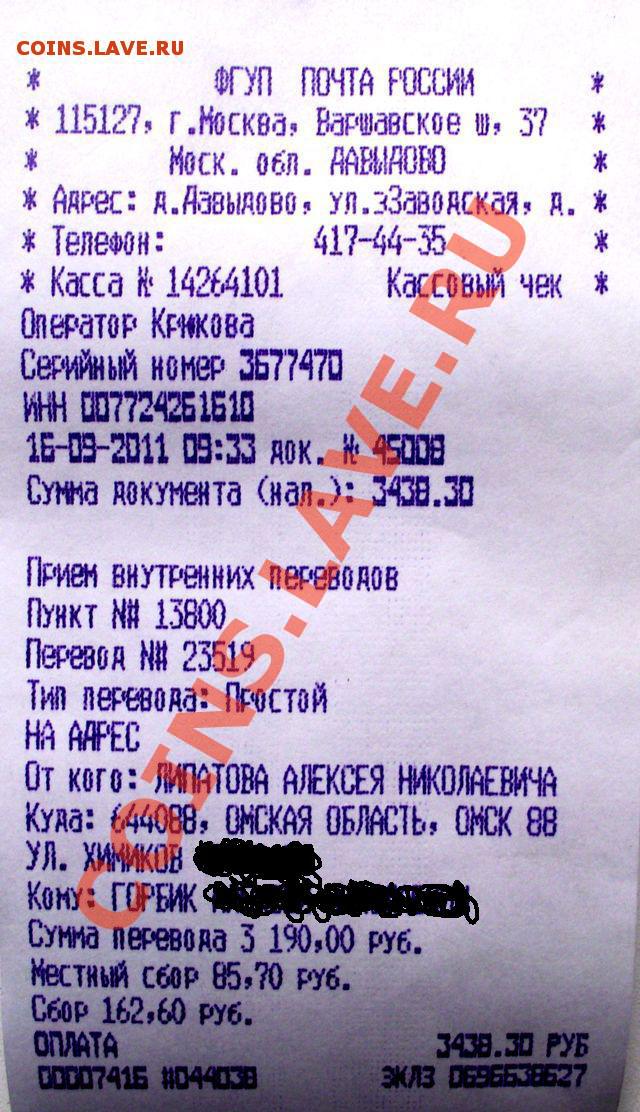 COINS.LAVE.RU
* ФГУП ПОЧТА РОССИИ *
* 115127, г.Москва, Варшавское ш, 37 *
* Моск. обл. ДАВЫДОВО *
* Адрес: д.Давыдово, ул.эЗаводская, д. *
* Телефон: 417-44-35 *
* Касса № 14264101 Кассовый чек *
Оператор Крюкова
Серийный номер 3677470
ИНН 007724261610
16-09-2011 09:33 док. № 45008
Сумма документа (нал.): 3438.30
Прием внутренних переводов
Пункт N# 13800
Перевод N# 23519
Тип перевода: Простой
НА АДРЕС
От кого: ЛИПАТОВА АЛЕКСЕЯ НИКОЛАЕВИЧА
Куда: 644088, ОМСКАЯ ОБЛАСТЬ, ОМСК 88
УЛ. ХИМИКОВ
Кому: ГОРБИК
Сумма перевода 3 190,00 руб.
Местный сбор 85,70 руб.
Сбор 162,60 руб.
ОПЛАТА 3438.30 РУБ
00007416 #044038 ЭКЛЗ 0696638627
COINS.LAVE.RU